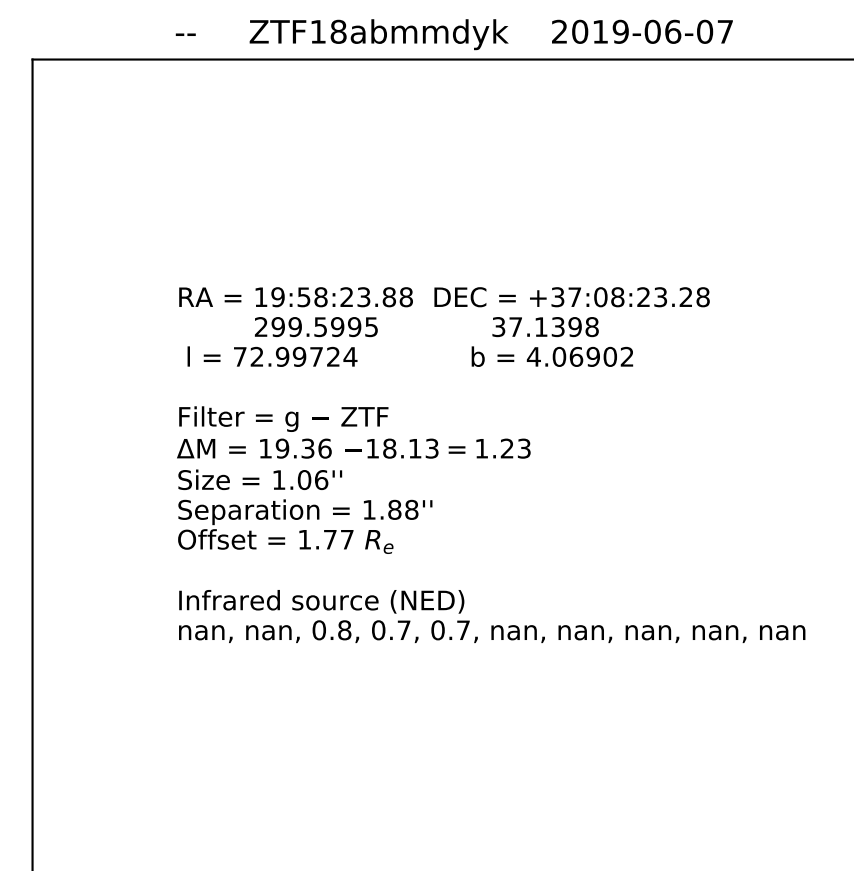 -- ZTF18abmmdyk 2019-06-07
RA = 19:58:23.88 DEC = +37:08:23.28
299.5995 37.1398
l = 72.99724 b = 4.06902
Filter = g − ZTF
ΔM = 19.36 −18.13 = 1.23
Size = 1.06''
Separation = 1.88''
Offset = 1.77 Re
Infrared source (NED)
nan, nan, 0.8, 0.7, 0.7, nan, nan, nan, nan, nan